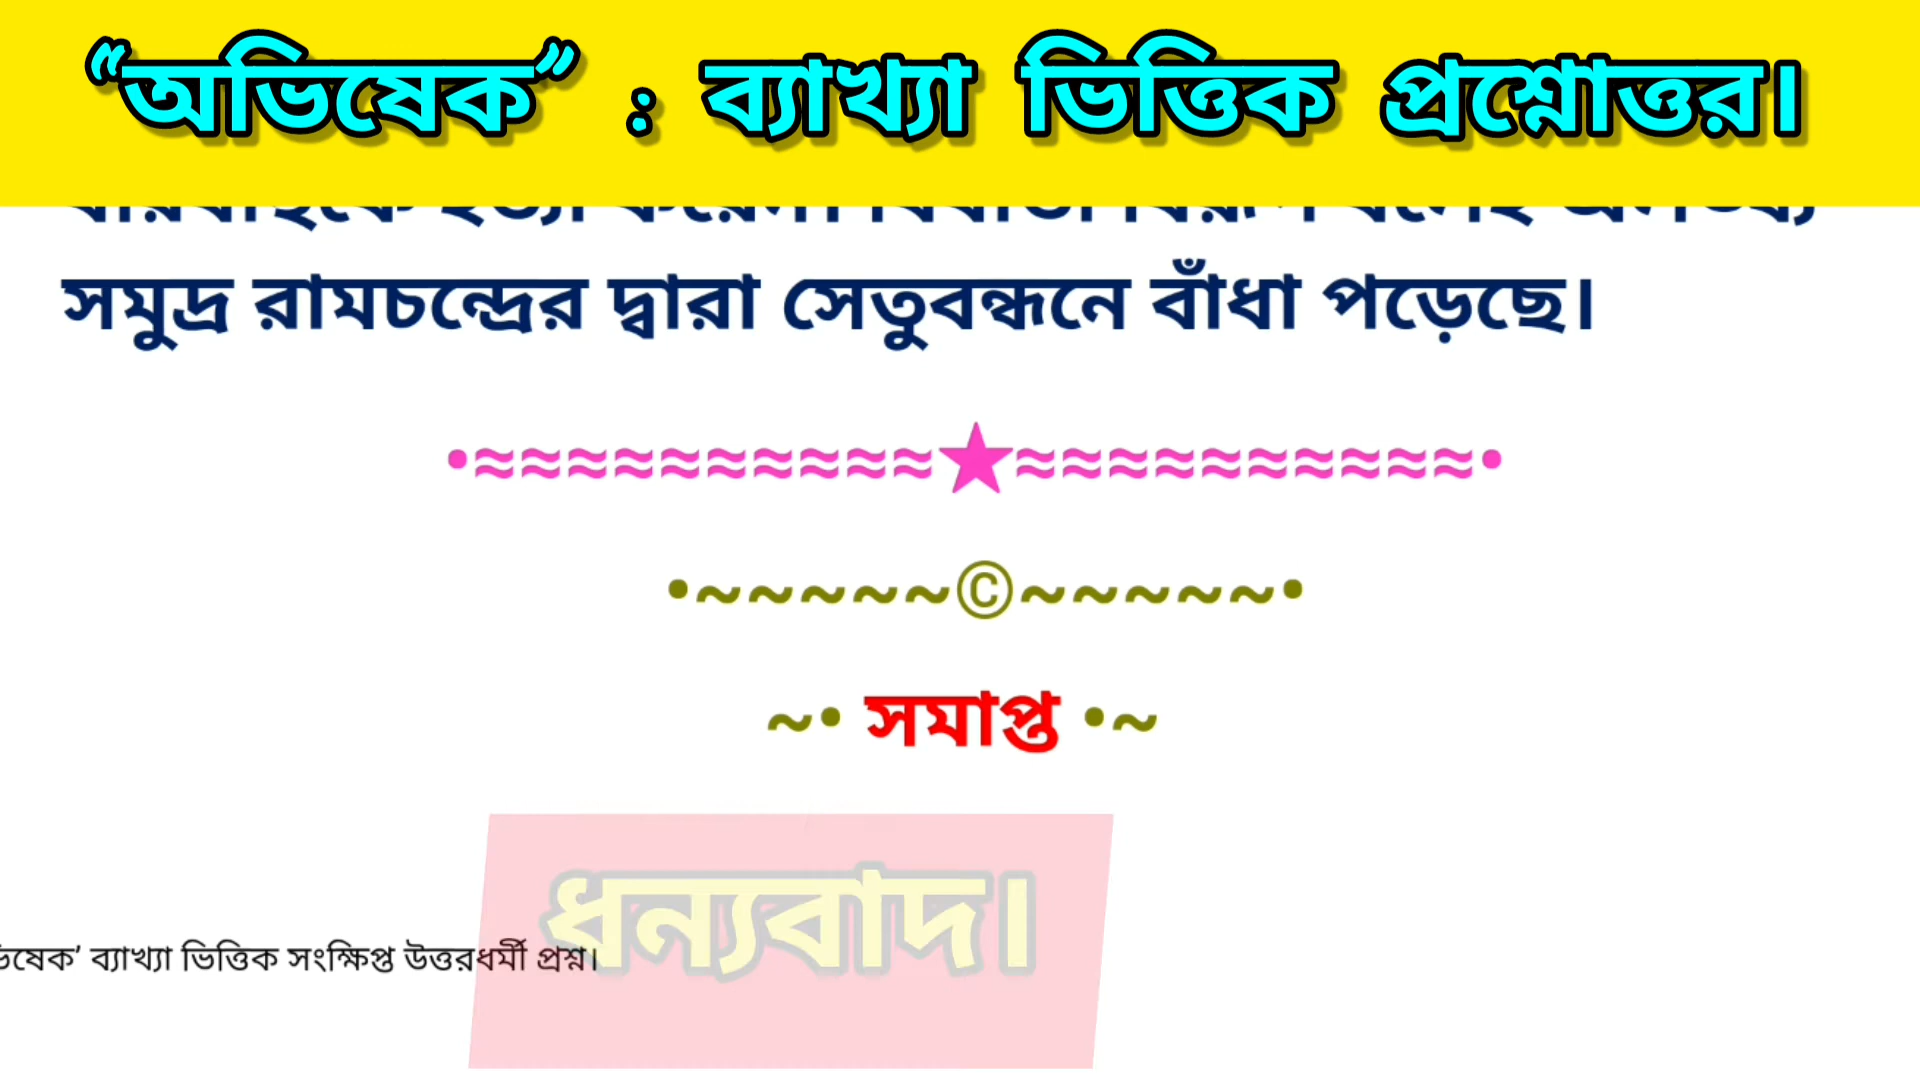 “অভিষেক” : ব্যাখ্যা ভিত্তিক প্রশ্নোত্তর।
সমুদ্র রামচন্দ্রের দ্বারা সেতুবন্ধনে বাঁধা পড়েছে।
•≈≈≈≈≈≈≈≈≈≈★≈≈≈≈≈≈≈≈≈≈•
•~~~~~©~~~~~•
~• সমাপ্ত •~
ধন্যবাদ।
ব্যাখ্যা ভিত্তিক সংক্ষিপ্ত উত্তরধর্মী প্রশ্ন।